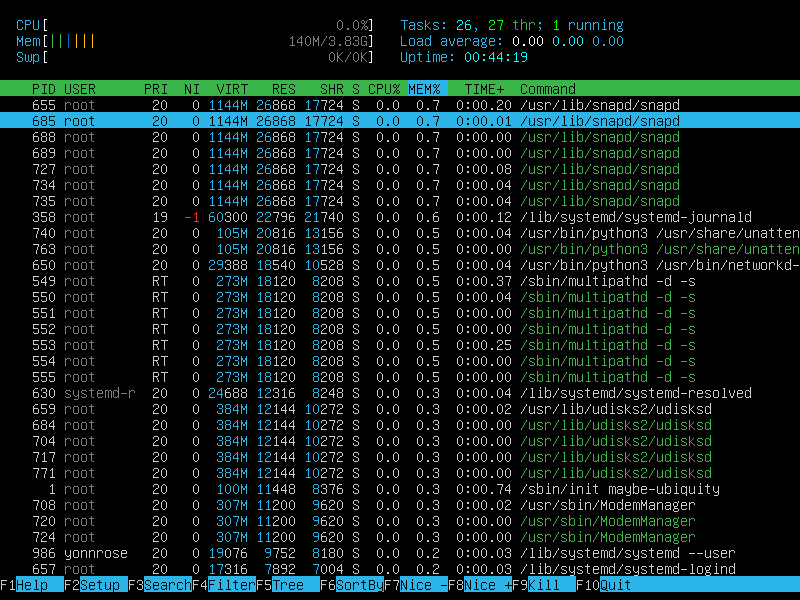 CPU[ 0.0%] Tasks: 26, 27 thr; 1 running
Mem[|||||| 140M/3.83G] Load average: 0.00 0.00 0.00
Swp[ 0K/0K] Uptime: 00:44:19
PID USER PRI NI VIRT RES SHR S CPU% MEM% TIME+ Command
655 root 20 0 1144M 26868 17724 S 0.0 0.7 0:00.20 /usr/lib/snapd/snapd
685 root 20 0 1144M 26868 17724 S 0.0 0.7 0:00.01 /usr/lib/snapd/snapd
688 root 20 0 1144M 26868 17724 S 0.0 0.7 0:00.00 /usr/lib/snapd/snapd
689 root 20 0 1144M 26868 17724 S 0.0 0.7 0:00.00 /usr/lib/snapd/snapd
727 root 20 0 1144M 26868 17724 S 0.0 0.7 0:00.08 /usr/lib/snapd/snapd
734 root 20 0 1144M 26868 17724 S 0.0 0.7 0:00.04 /usr/lib/snapd/snapd
735 root 20 0 1144M 26868 17724 S 0.0 0.7 0:00.04 /usr/lib/snapd/snapd
358 root 19 -1 60300 22796 21740 S 0.0 0.6 0:00.12 /lib/systemd/systemd-journald
740 root 20 0 105M 20816 13156 S 0.0 0.5 0:00.04 /usr/bin/python3 /usr/share/unatten
763 root 20 0 105M 20816 13156 S 0.0 0.5 0:00.00 /usr/bin/python3 /usr/share/unatten
650 root 20 0 29388 18540 10528 S 0.0 0.5 0:00.04 /usr/bin/python3 /usr/bin/networkd-
549 root RT 0 273M 18120 8208 S 0.0 0.5 0:00.37 /sbin/multipathd -d -s
550 root RT 0 273M 18120 8208 S 0.0 0.5 0:00.04 /sbin/multipathd -d -s
551 root RT 0 273M 18120 8208 S 0.0 0.5 0:00.00 /sbin/multipathd -d -s
552 root RT 0 273M 18120 8208 S 0.0 0.5 0:00.00 /sbin/multipathd -d -s
553 root RT 0 273M 18120 8208 S 0.0 0.5 0:00.25 /sbin/multipathd -d -s
554 root RT 0 273M 18120 8208 S 0.0 0.5 0:00.00 /sbin/multipathd -d -s
555 root RT 0 273M 18120 8208 S 0.0 0.5 0:00.00 /sbin/multipathd -d -s
630 systemd-r 20 0 24688 12316 8248 S 0.0 0.3 0:00.04 /lib/systemd/systemd-resolved
659 root 20 0 384M 12144 10272 S 0.0 0.3 0:00.02 /usr/lib/udisks2/udisksd
684 root 20 0 384M 12144 10272 S 0.0 0.3 0:00.00 /usr/lib/udisks2/udisksd
704 root 20 0 384M 12144 10272 S 0.0 0.3 0:00.00 /usr/lib/udisks2/udisksd
717 root 20 0 384M 12144 10272 S 0.0 0.3 0:00.00 /usr/lib/udisks2/udisksd
771 root 20 0 384M 12144 10272 S 0.0 0.3 0:00.00 /usr/lib/udisks2/udisksd
1 root 20 0 100M 11448 8376 S 0.0 0.3 0:00.74 /sbin/init maybe-ubiquity
708 root 20 0 307M 11200 9620 S 0.0 0.3 0:00.02 /usr/sbin/ModemManager
720 root 20 0 307M 11200 9620 S 0.0 0.3 0:00.00 /usr/sbin/ModemManager
724 root 20 0 307M 11200 9620 S 0.0 0.3 0:00.00 /usr/sbin/ModemManager
986 yonnrose 20 0 19076 9752 8180 S 0.0 0.2 0:00.03 /lib/systemd/systemd --user
657 root 20 0 17316 7892 7004 S 0.0 0.2 0:00.03 /lib/systemd/systemd-logind
F1Help F2Setup F3SearchF4FilterF5Tree F6SortByF7Nice -F8Nice +F9Kill F10Quit